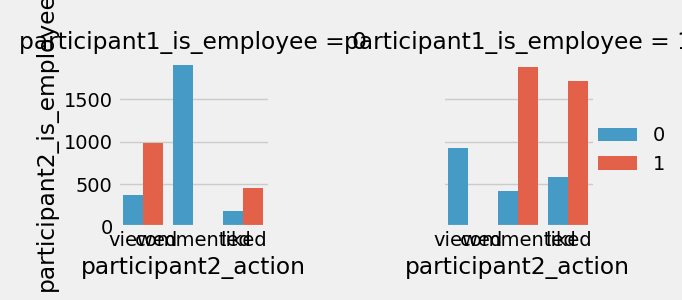 participant1_is_employee = 0
participant1_is_employee = 1
participant2_is_employee
1500
1000
500
0
viewed
commented
liked
participant2_action
viewed
commented
liked
participant2_action
0
1